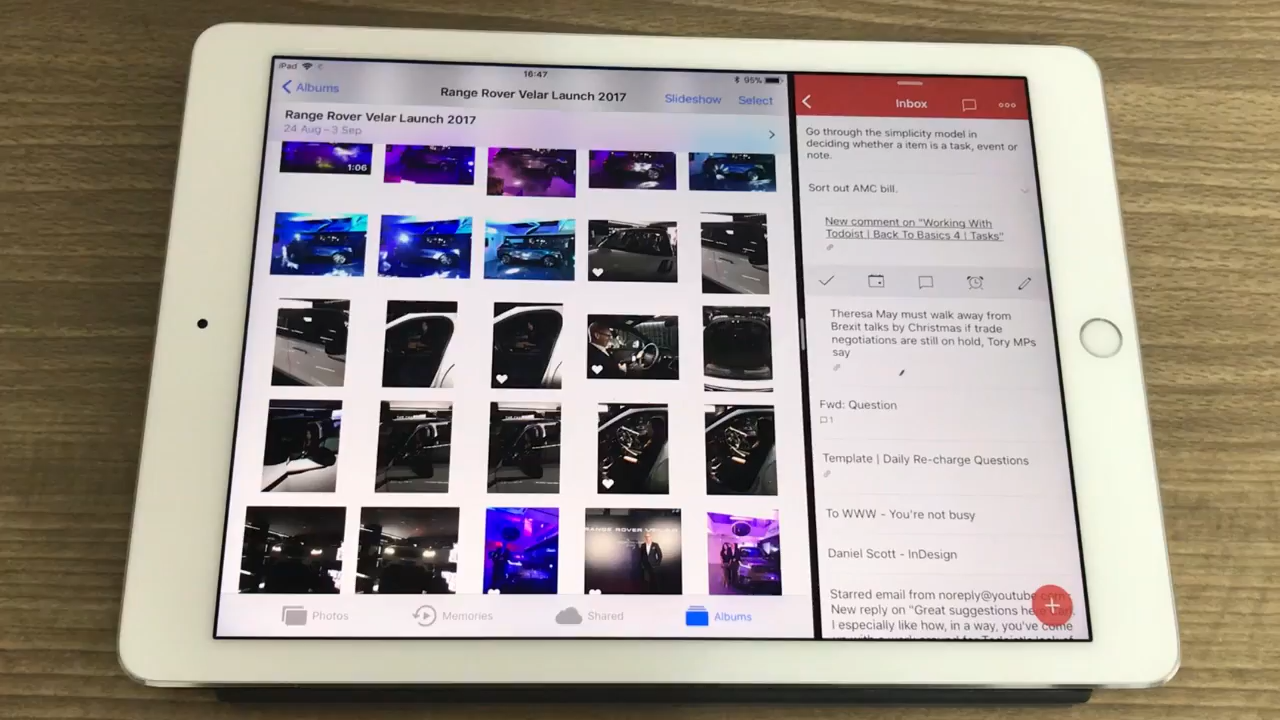 iPad
16:47
95%
Albums
Range Rover Velar Launch 2017
Slideshow
Select
Range Rover Velar Launch 2017
24 Aug – 3 Sep
1:06
Photos
Memories
Shared
Albums
Inbox
Go through the simplicity model in
deciding whether a item is a task, event or
note.
Sort out AMC bill.
New comment on "Working With
Todoist | Back To Basics 4 | Tasks"
Theresa May must walk away from
Brexit talks by Christmas if trade
negotiations are still on hold, Tory MPs
say
Fwd: Question
1
Template | Daily Re-charge Questions
To WWW - You're not busy
Daniel Scott - InDesign
Starred email from noreply@youtube
New reply on "Great suggestions
I especially like how, in a way, you've come